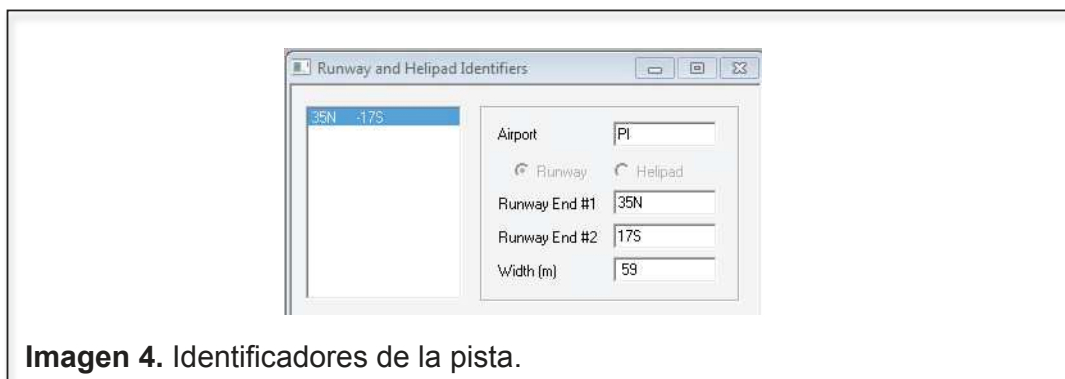 Runway and Helipad Identifiers
35N -17S
Airport PI
Runway Helipad
Runway End #1 35N
Runway End #2 17S
Width (m) 59
Imagen 4. Identificadores de la pista.